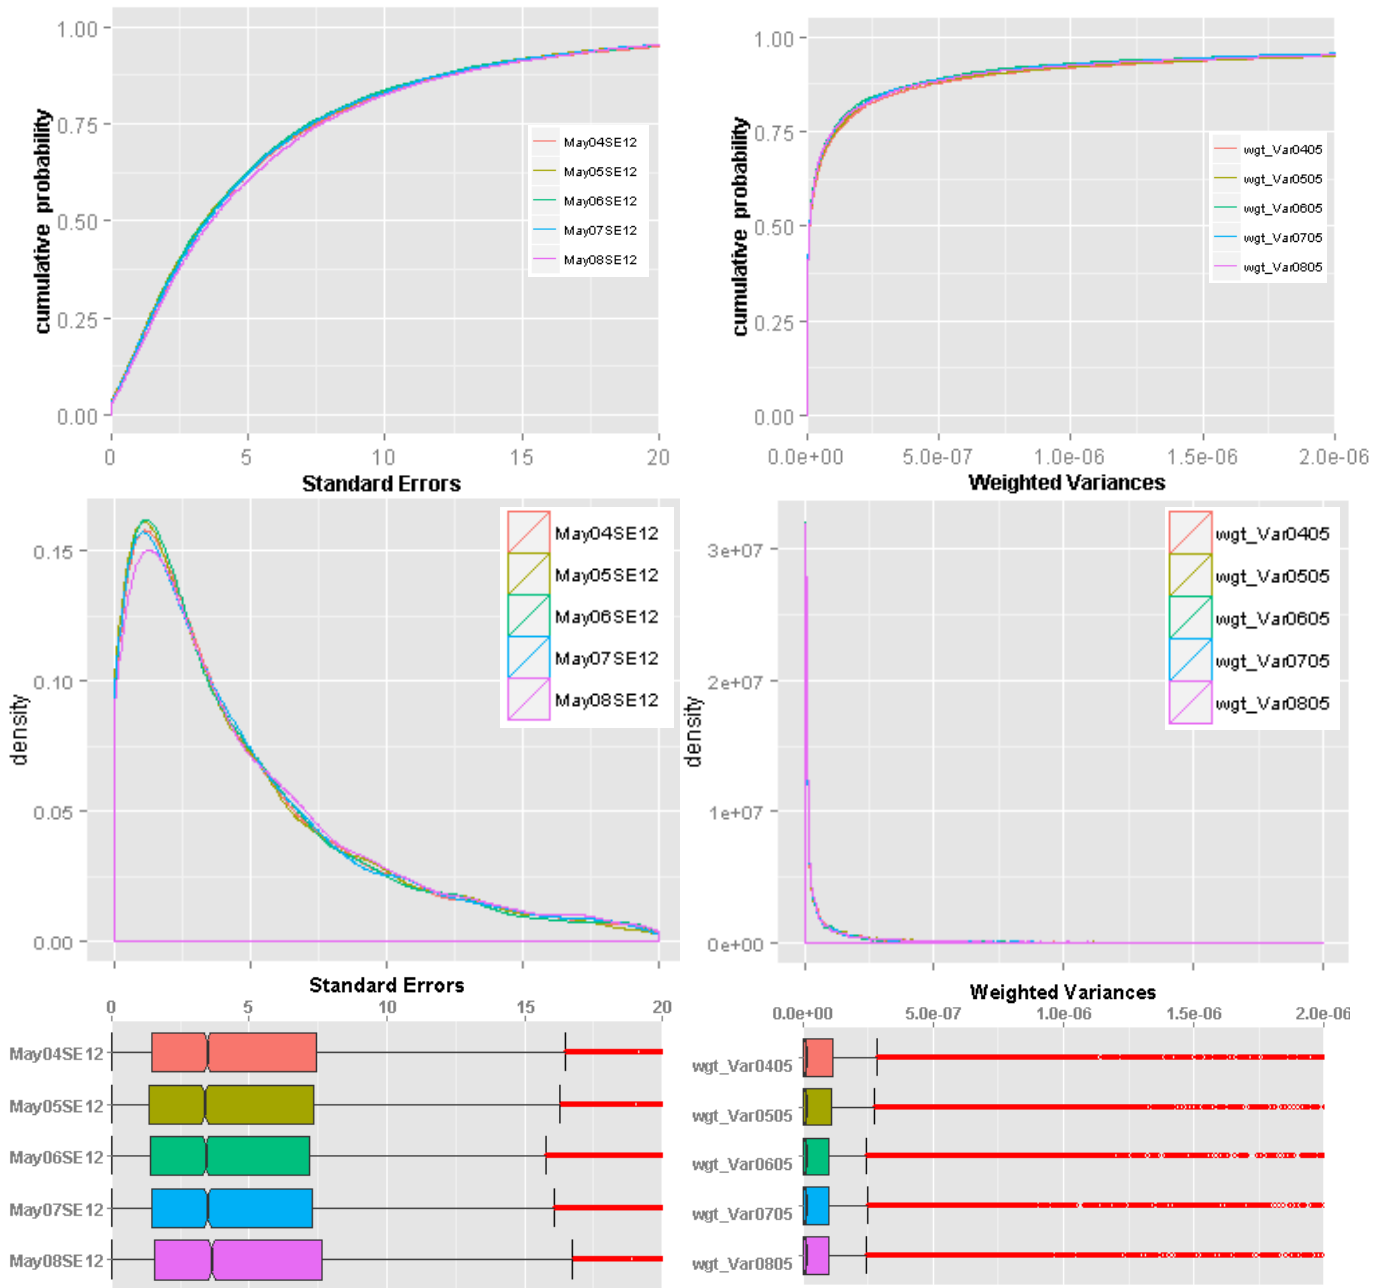 1.00
0.75
0.50
0.25
0.00
cumulative probability
May04SE12
May05SE12
May06SE12
May07SE12
May08SE12
0 5 10 15 20
Standard Errors
1.00
0.75
0.50
0.25
0.00
cumulative probability
wgt_Var0405
wgt_Var0505
wgt_Var0605
wgt_Var0705
wgt_Var0805
0.0e+00 5.0e-07 1.0e-06 1.5e-06 2.0e-06
Weighted Variances
0.15
0.10
0.05
0.00
density
May04SE12
May05SE12
May06SE12
May07SE12
May08SE12
Standard Errors
3e+07
2e+07
1e+07
0e+00
density
wgt_Var0405
wgt_Var0505
wgt_Var0605
wgt_Var0705
wgt_Var0805
Weighted Variances
0 5 10 15 20
May04SE12
May05SE12
May06SE12
May07SE12
May08SE12
0.0e+00 5.0e-07 1.0e-06 1.5e-06 2.0e-06
wgt_Var0405
wgt_Var0505
wgt_Var0605
wgt_Var0705
wgt_Var0805